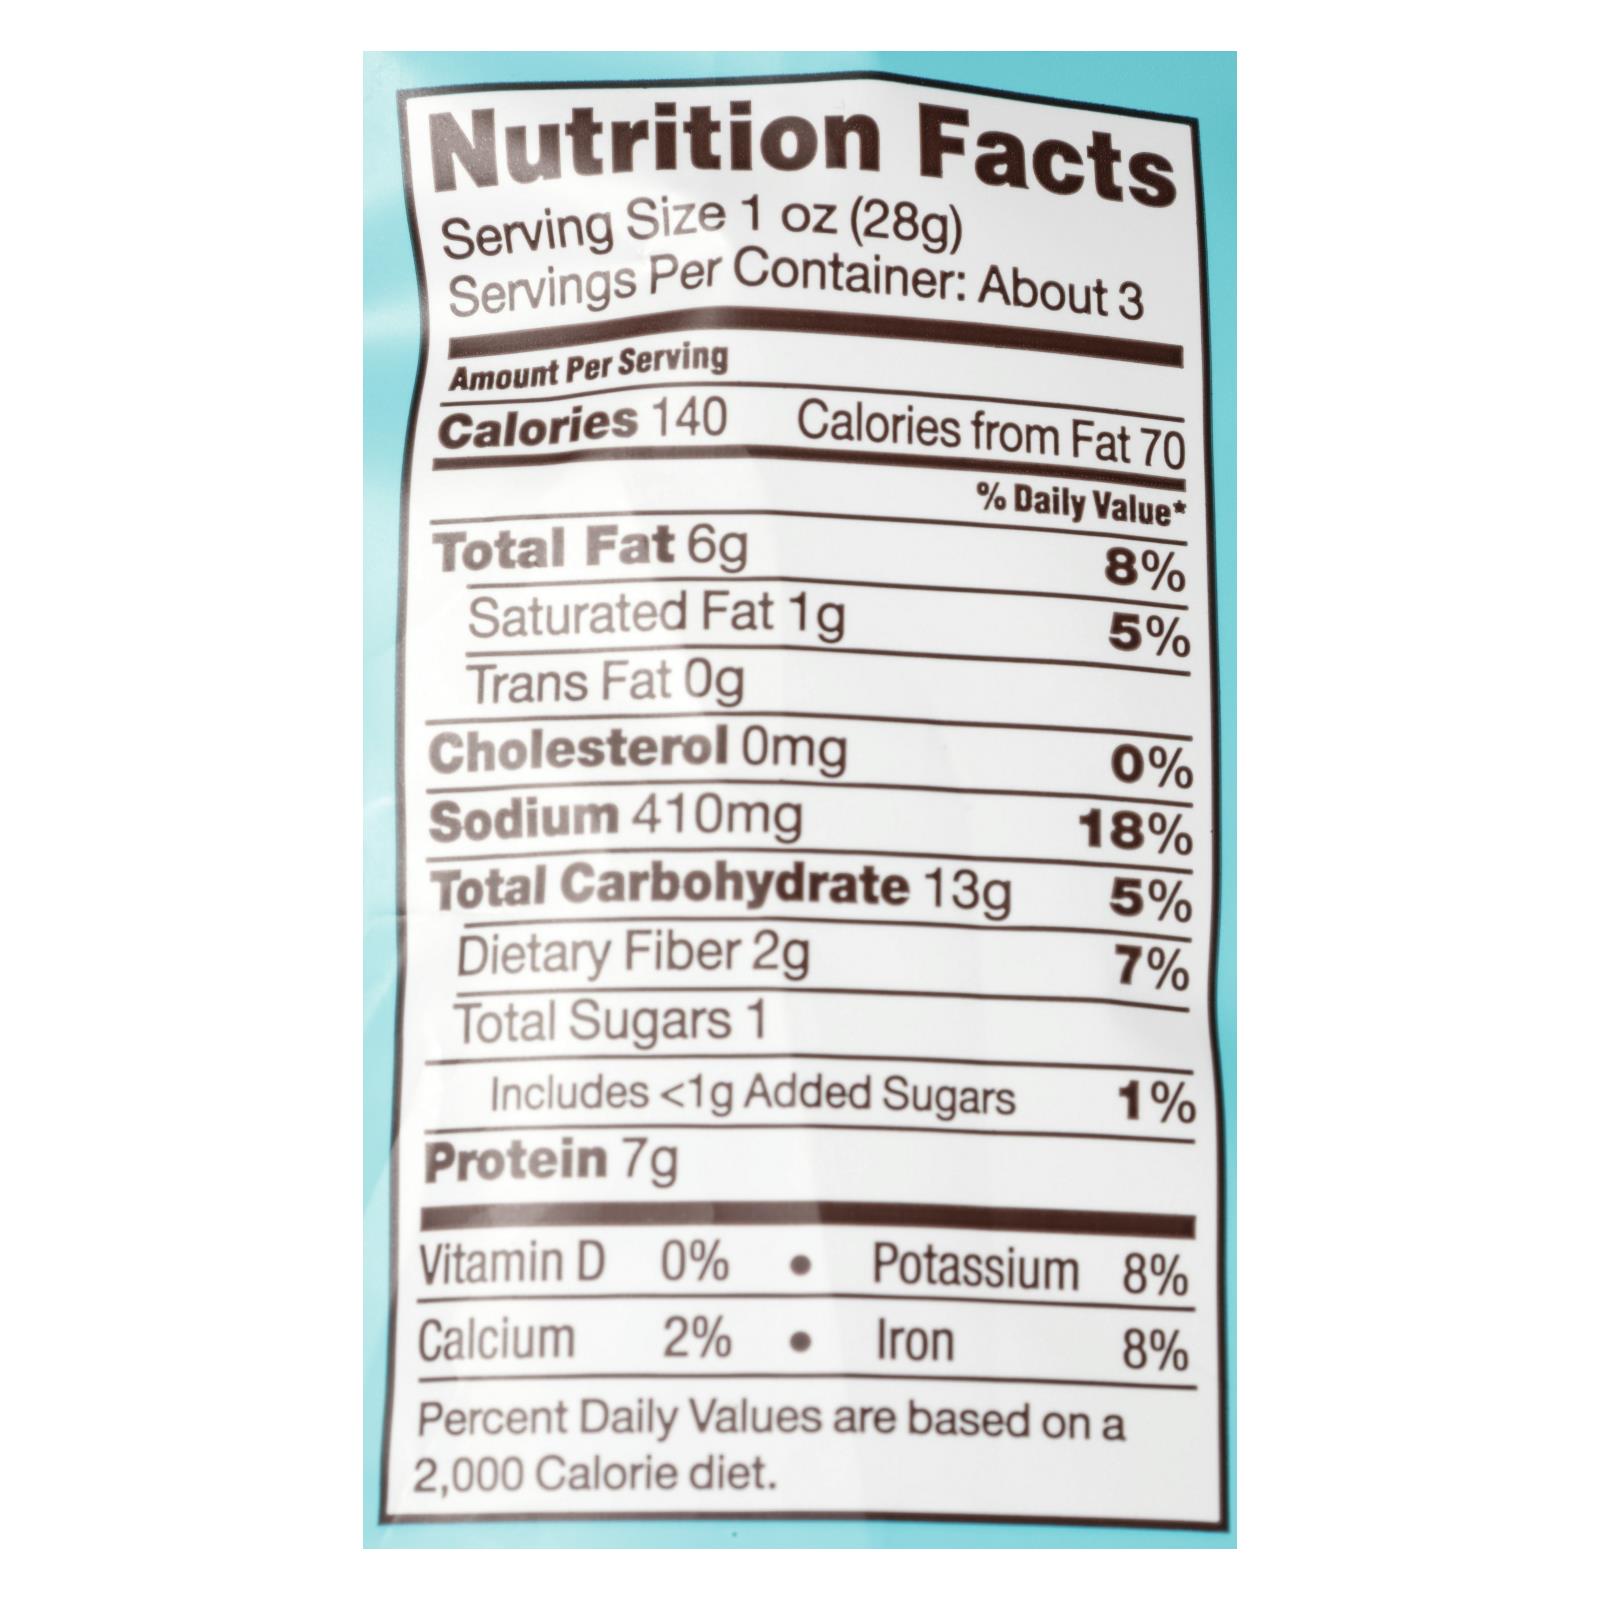 Nutrition Facts
Serving Size 1 oz (28g)
Servings Per Container: About 3
Amount Per Serving
Calories 140 Calories from Fat 70
% Daily Value*
Total Fat 6g 8%
Saturated Fat 1g 5%
Trans Fat 0g
Cholesterol 0mg 0%
Sodium 410mg 18%
Total Carbohydrate 13g 5%
Dietary Fiber 2g 7%
Total Sugars 1
Includes <1g Added Sugars 1%
Protein 7g
Vitamin D 0% • Potassium 8%
Calcium 2% • Iron 8%
Percent Daily Values are based on a
2,000 Calorie diet.